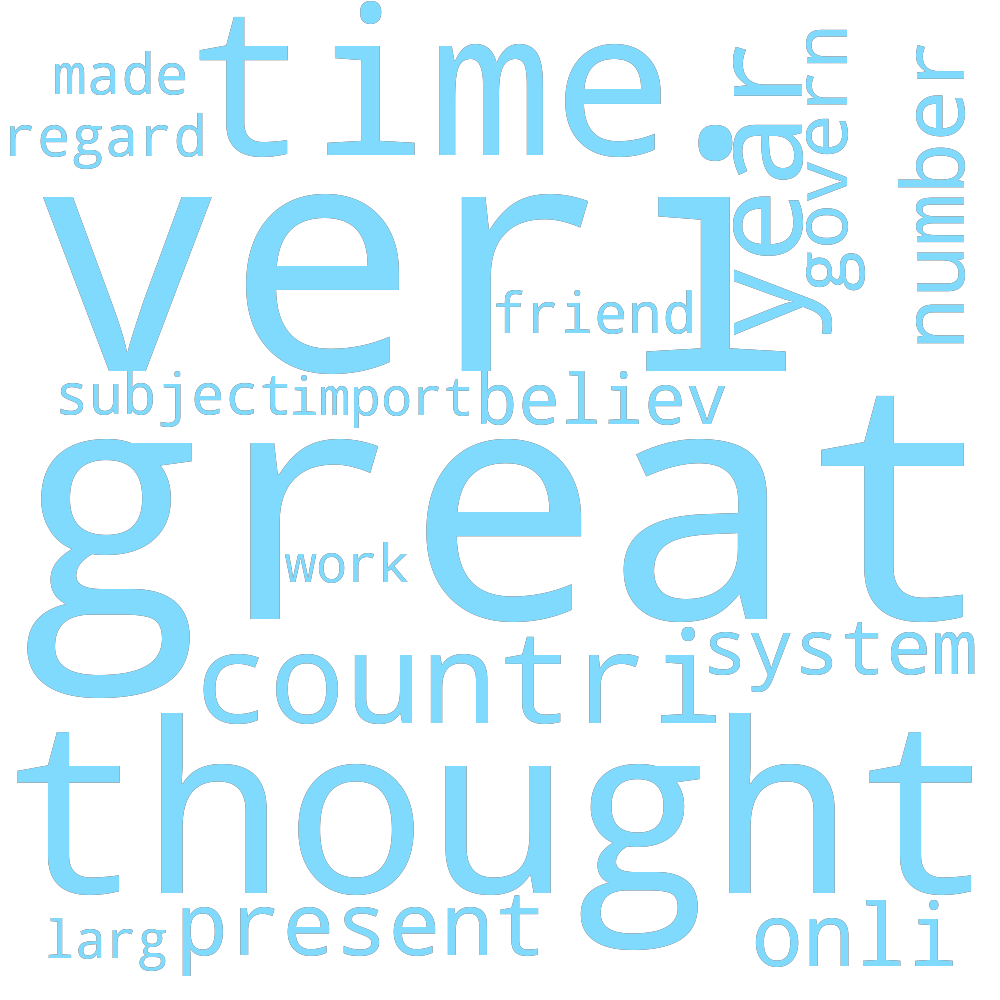 time
made
regard
year
govern
number
veri
friend
subject import believ
great
work
countri
system
thought
larg
present
onli